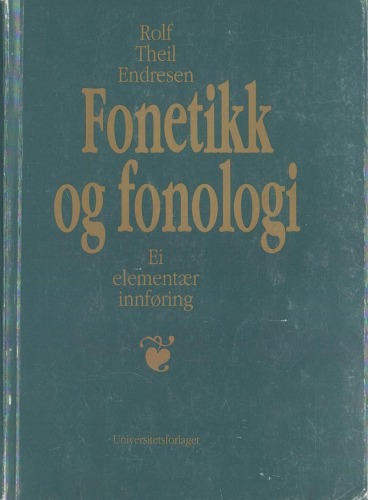 Rolf
Theil
Endresen
Fonetikk
og fonologi
Ei
elementær
innføring
Universitetsforlaget